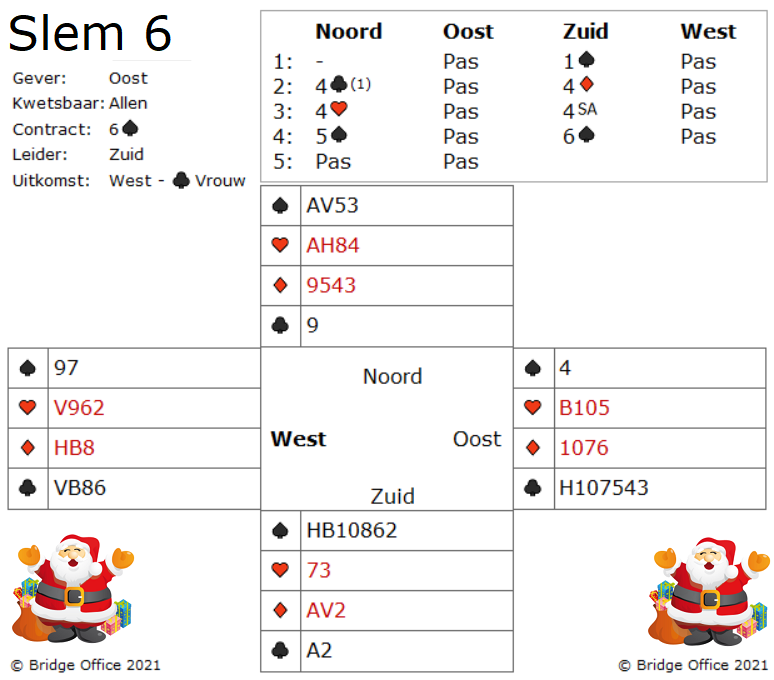 Slem 6
Gever: Oost
Kwetsbaar: Allen
Contract: 6♠
Leider: Zuid
Uitkomst: West - ♣ Vrouw
Noord Oost Zuid West
1: - Pas 1♠ Pas
2: 4♣(1) Pas 4♦ Pas
3: 4♥ Pas 4SA Pas
4: 5♠ Pas 6♠ Pas
5: Pas Pas
♠ AV53
♥ AH84
♦ 9543
♣ 9
♠ 97
♥ V962
♦ HB8
♣ VB86
Noord
West Oost
Zuid
♠ 4
♥ B105
♦ 1076
♣ H107543
♠ HB10862
♥ 73
♦ AV2
♣ A2
© Bridge Office 2021
© Bridge Office 2021